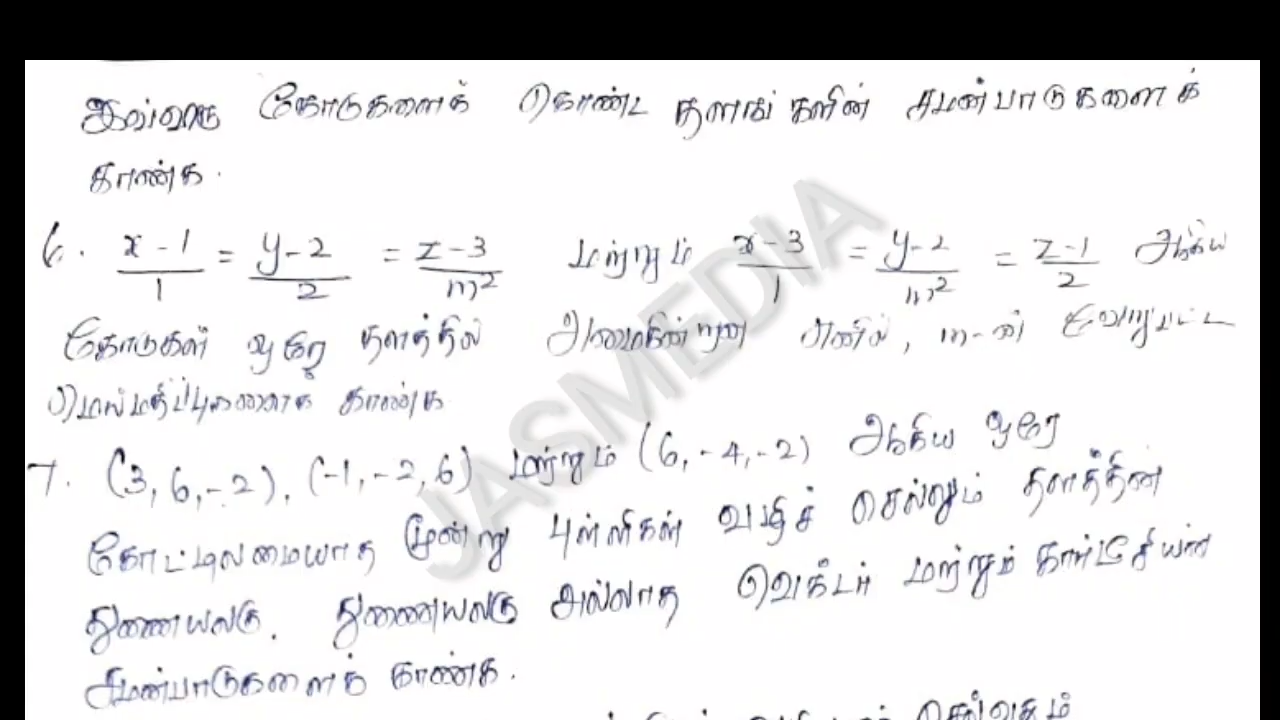 இவ்விரு கோடுகளைக் கொண்ட தளங்களின் சமன்பாடுகளைக்
காண்க.
6. x-1/1 = y-2/2 = z-3/m² மற்றும் x-3/1 = y-2/m² = z-1/2 ஆகிய
கோடுகள் ஒரே தளத்தில் அமைகின்றன எனில், m-ன் வேறுபட்ட
மெய்மதிப்புகளைக் காண்க
7. (3, 6, -2), (-1, -2, 6) மற்றும் (6, -4, -2) ஆகிய ஒரே
கோட்டிலமையாத மூன்று புள்ளிகள் வழிச் செல்லும் தளத்தின்
துணையலகு, துணையலகு அல்லாத வெக்டர் மற்றும் கார்டீசியன்
சமன்பாடுகளைக் காண்க.
JASMEDIA